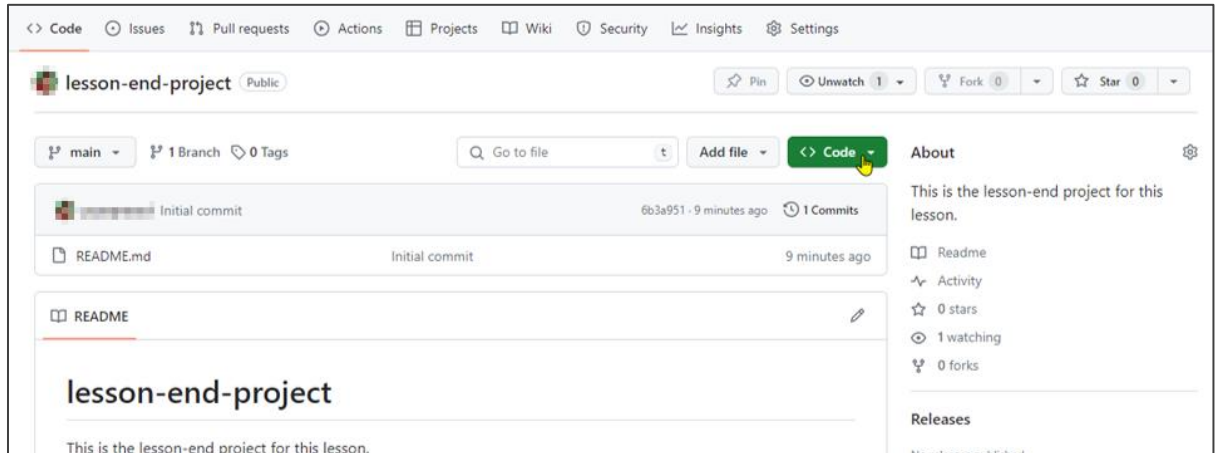 Code Issues Pull requests Actions Projects Wiki Security Insights Settings
lesson-end-project Public Pin Unwatch 1 Fork 0 Star 0
main 1 Branch 0 Tags Go to file t Add file Code
Initial commit 6b3a951 · 9 minutes ago 1 Commits
README.md Initial commit 9 minutes ago
README
lesson-end-project
This is the lesson-end project for this lesson.
About
This is the lesson-end project for this
lesson.
Readme
Activity
0 stars
1 watching
0 forks
Releases